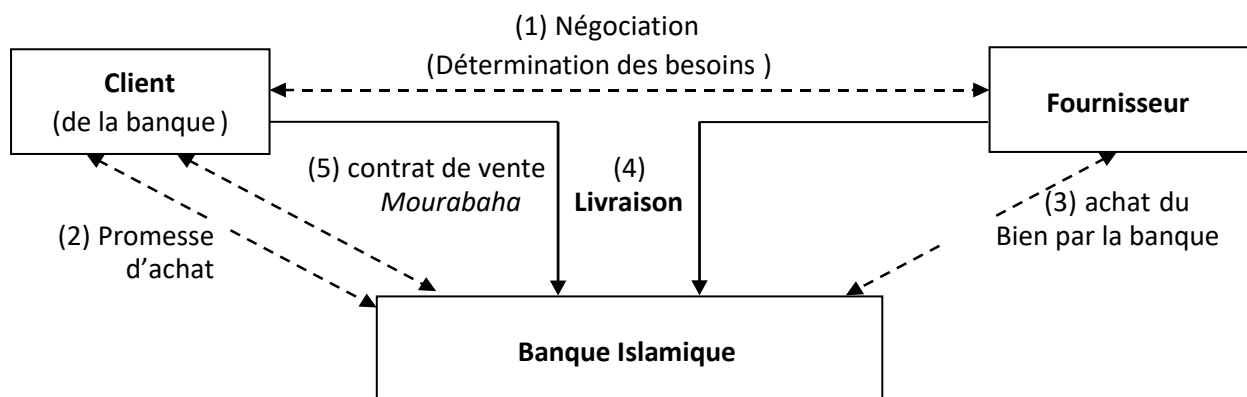 (1) Négociation
(Détermination des besoins )
Client
(de la banque )
Fournisseur
(5) contrat de vente
Mourabaha
(4)
Livraison
(2) Promesse
d’achat
(3) achat du
Bien par la banque
Banque Islamique